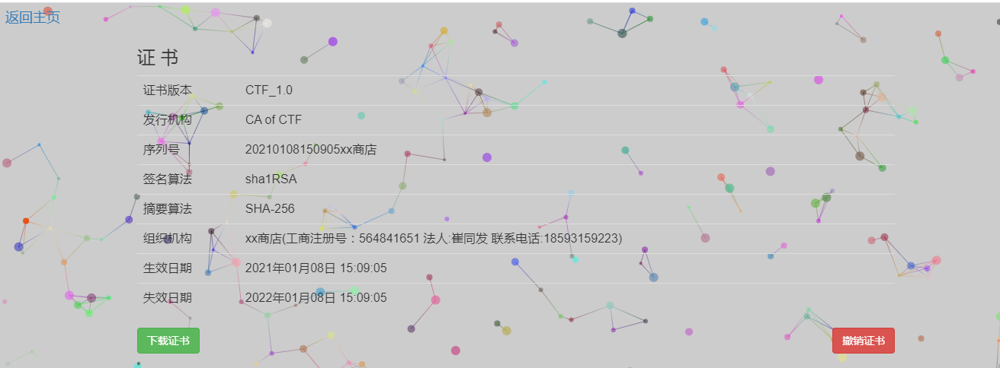 返回主页
证 书
证书版本 CTF_1.0
发行机构 CA of CTF
序列号 20210108150905xx商店
签名算法 sha1RSA
摘要算法 SHA-256
组织机构 xx商店(工商注册号：564841651 法人:崔同发 联系电话:18593159223)
生效日期 2021年01月08日 15:09:05
失效日期 2022年01月08日 15:09:05
下载证书 撤销证书